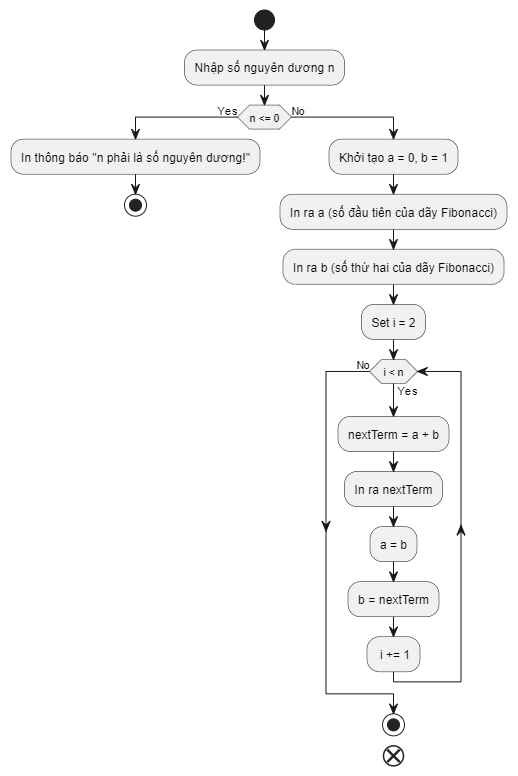 Nhập số nguyên dương n
Yes
n <= 0
No
In thông báo "n phải là số nguyên dương!"
Khởi tạo a = 0, b = 1
In ra a (số đầu tiên của dãy Fibonacci)
In ra b (số thứ hai của dãy Fibonacci)
Set i = 2
No
i < n
Yes
nextTerm = a + b
In ra nextTerm
a = b
b = nextTerm
i += 1